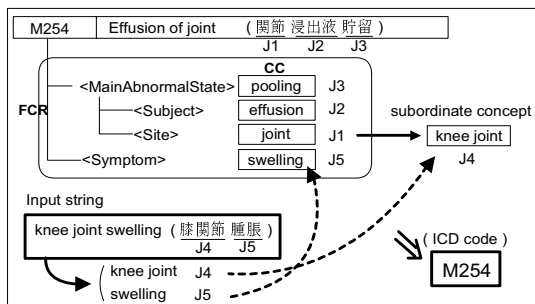 M254 Effusion of joint (関節 浸出液 貯留)
J1 J2 J3
CC
<MainAbnormalState> pooling J3
FCR
<Subject> effusion J2
subordinate concept
<Site> joint J1 knee joint
<Symptom> swelling J5 J4
Input string
knee joint swelling (膝関節 腫脹)
J4 J5
(ICD code)
knee joint J4
swelling J5
M254